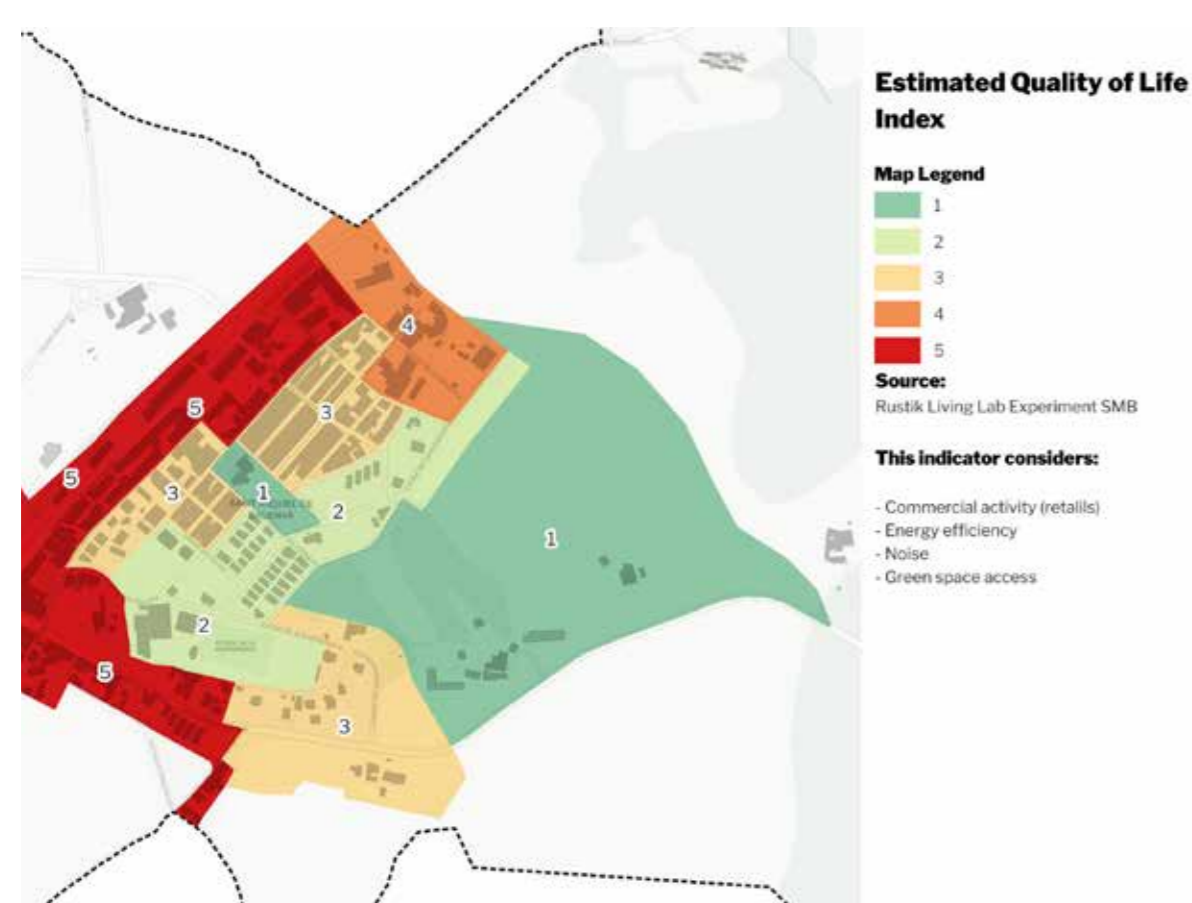 Estimated Quality of Life
Index
Map Legend
1
2
3
4
5
Source:
Rustik Living Lab Experiment SMB
This indicator considers:
- Commercial activity (retalils)
- Energy efficiency
- Noise
- Green space access
4
5
3
5
3
1
2
1
2
5
3